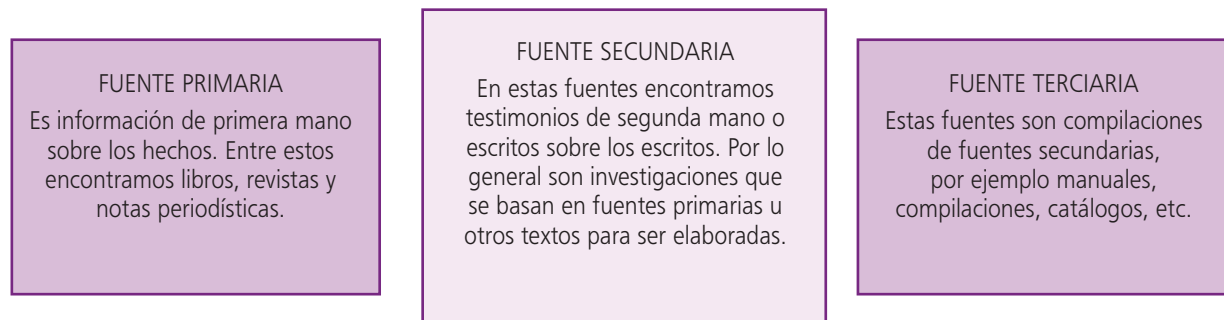 FUENTE PRIMARIA
Es información de primera mano
sobre los hechos. Entre estos
encontramos libros, revistas y
notas periodísticas.
FUENTE SECUNDARIA
En estas fuentes encontramos
testimonios de segunda mano o
escritos sobre los escritos. Por lo
general son investigaciones que
se basan en fuentes primarias u
otros textos para ser elaboradas.
FUENTE TERCIARIA
Estas fuentes son compilaciones
de fuentes secundarias,
por ejemplo manuales,
compilaciones, catálogos, etc.